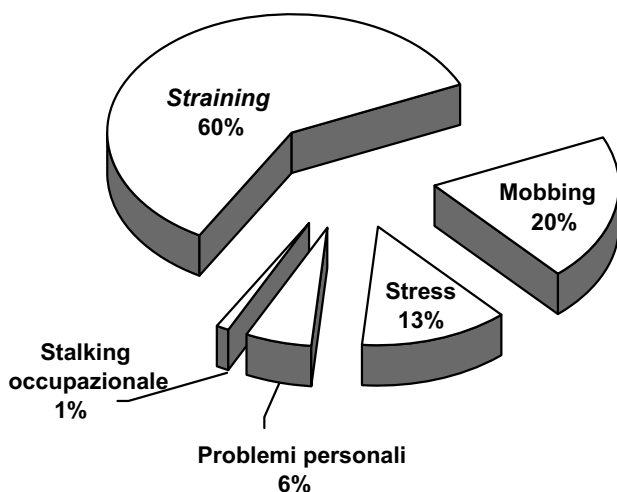 Straining
60%
Mobbing
20%
Stress
13%
Stalking
occupazionale
1%
Problemi personali
6%